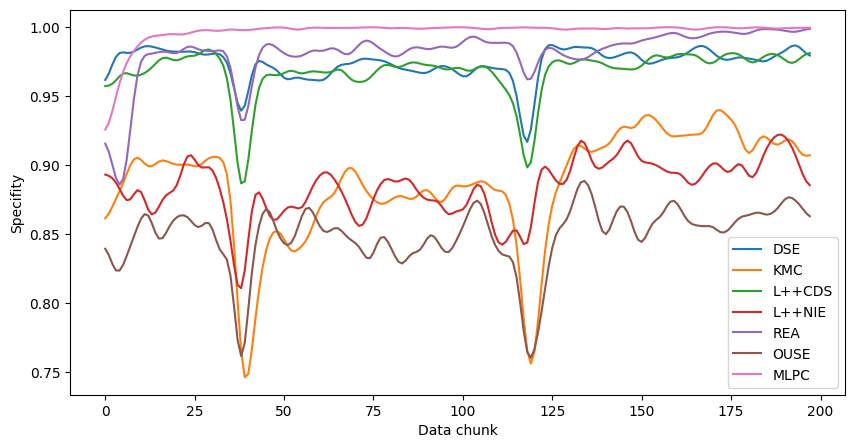 1.00
0.95
0.90
0.85
0.80
0.75
Specifity
0
25
50
75
100
125
150
175
200
Data chunk
DSE
KMC
L++CDS
L++NIE
REA
OUSE
MLPC